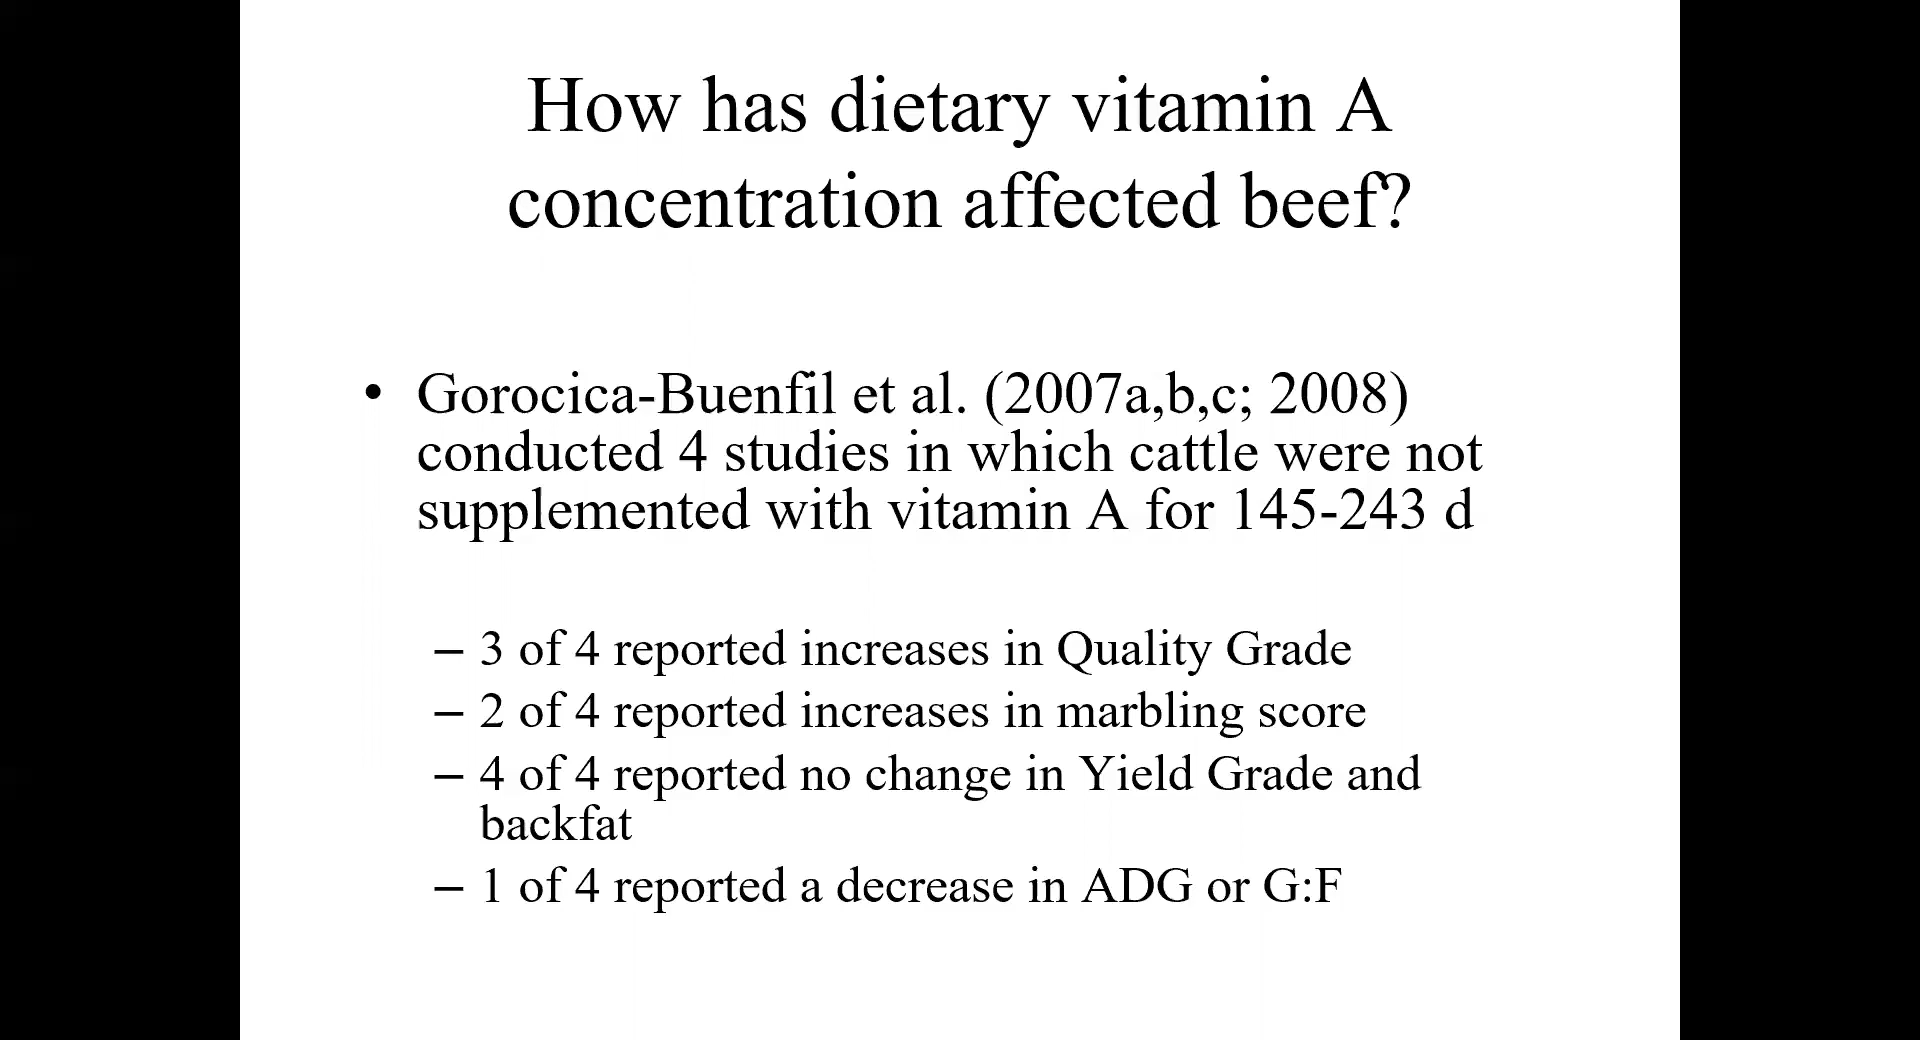 How has dietary vitamin A
concentration affected beef?
• Gorocica-Buenfil et al. (2007a,b,c; 2008)
conducted 4 studies in which cattle were not
supplemented with vitamin A for 145-243 d
– 3 of 4 reported increases in Quality Grade
– 2 of 4 reported increases in marbling score
– 4 of 4 reported no change in Yield Grade and
backfat
– 1 of 4 reported a decrease in ADG or G:F